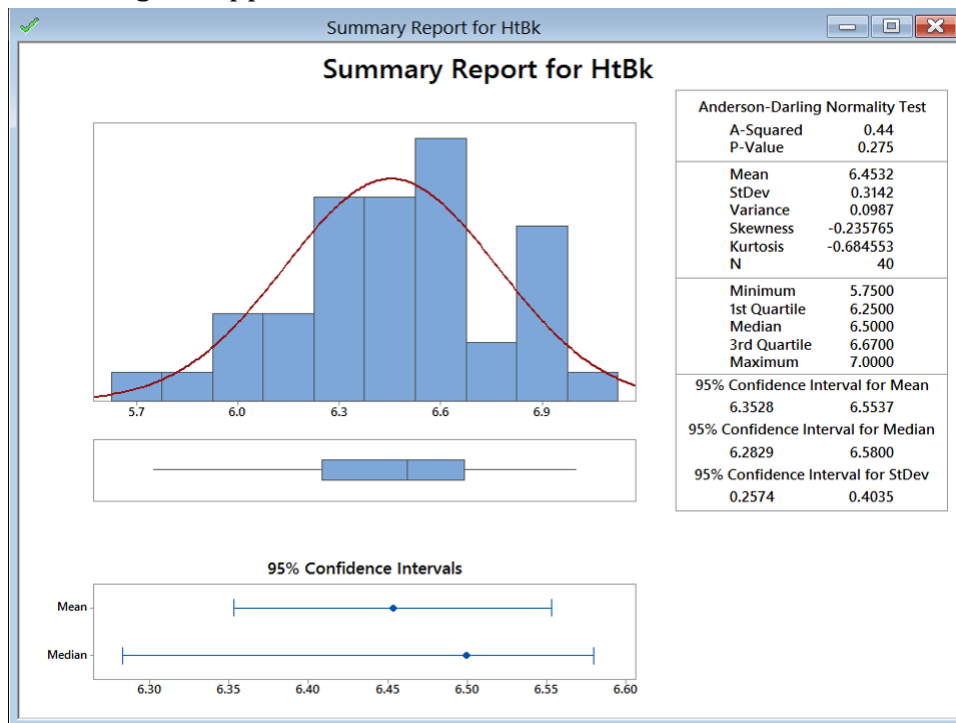 Summary Report for HtBk
Summary Report for HtBk
5.7 6.0 6.3 6.6 6.9
Anderson-Darling Normality Test
A-Squared 0.44
P-Value 0.275
Mean 6.4532
StDev 0.3142
Variance 0.0987
Skewness -0.235765
Kurtosis -0.684553
N 40
Minimum 5.7500
1st Quartile 6.2500
Median 6.5000
3rd Quartile 6.6700
Maximum 7.0000
95% Confidence Interval for Mean
6.3528 6.5537
95% Confidence Interval for Median
6.2829 6.5800
95% Confidence Interval for StDev
0.2574 0.4035
95% Confidence Intervals
Mean
Median
6.30 6.35 6.40 6.45 6.50 6.55 6.60